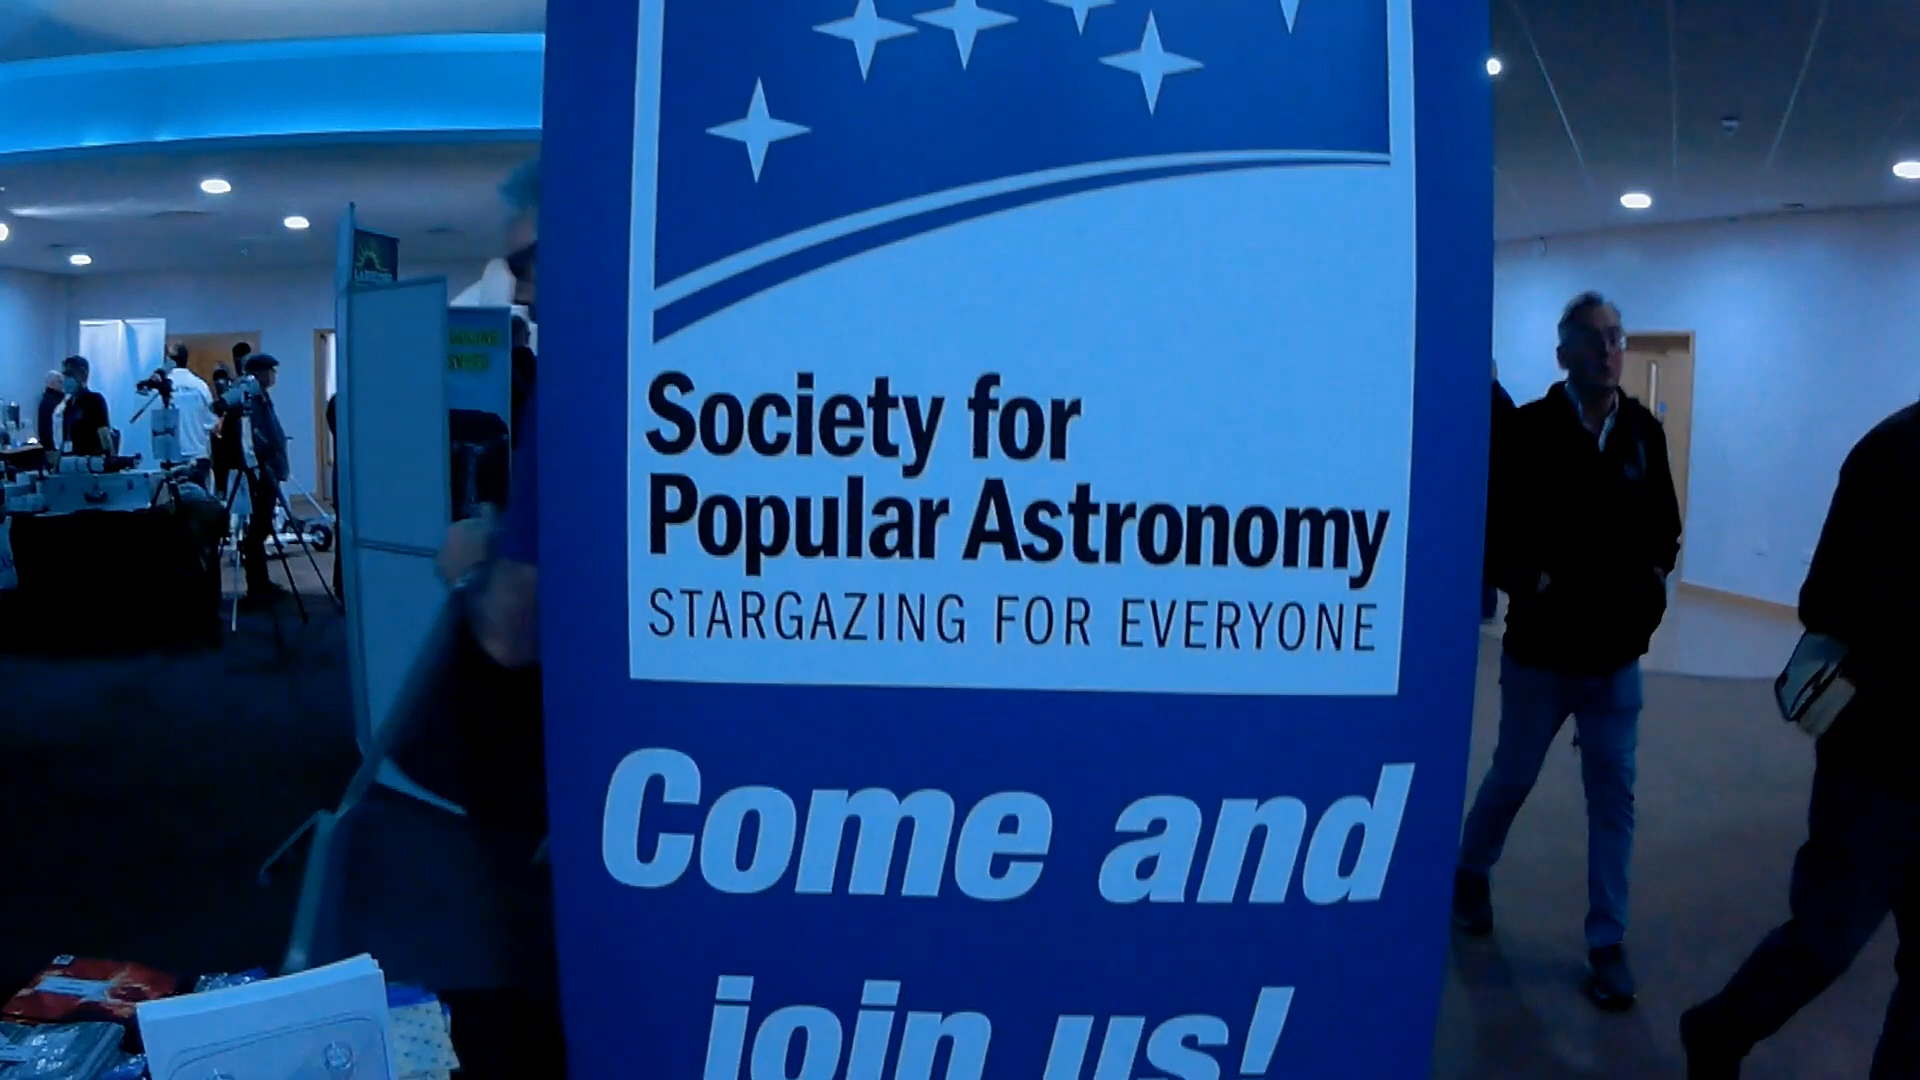 Society for
Popular Astronomy
STARGAZING FOR EVERYONE
Come and
join us!